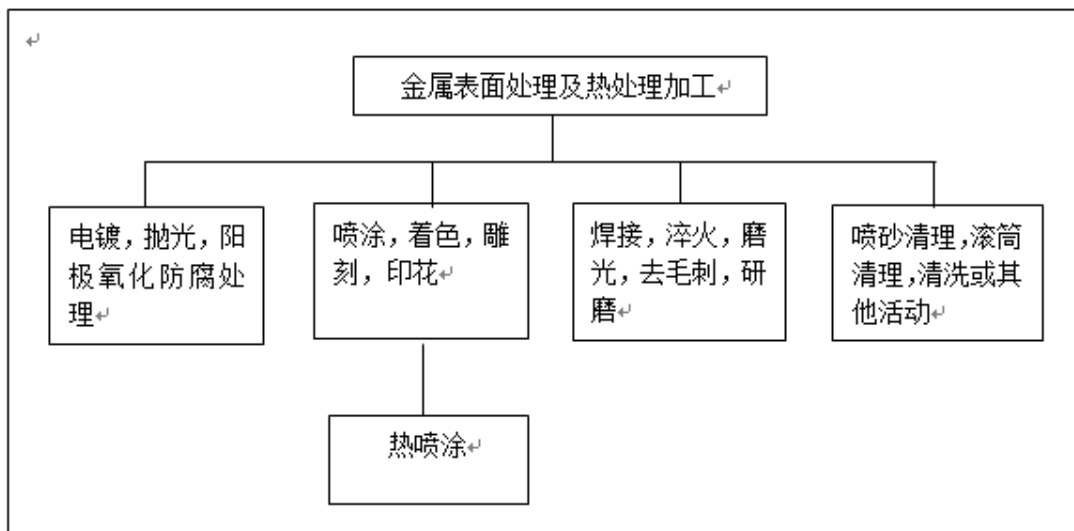 金属表面处理及热处理加工
电镀，抛光，阳
极氧化防腐处
理
喷涂，着色，雕
刻，印花
焊接，淬火，磨
光，去毛刺，研
磨
喷砂清理，滚筒
清理，清洗或其
他活动
热喷涂